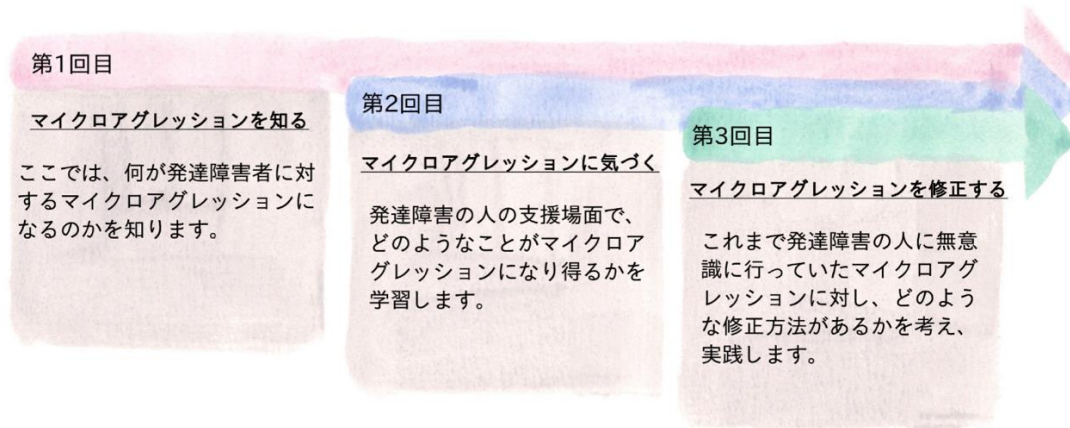 第1回目
マイクロアグレッションを知る
ここでは、何が発達障害者に対
するマイクロアグレッションに
なるのかを知ります。
第2回目
マイクロアグレッションに気づく
発達障害の人の支援場面で、
どのようなことがマイクロア
グレッションになり得るかを
学習します。
第3回目
マイクロアグレッションを修正する
これまで発達障害の人に無意
識に行っていたマイクロアグ
レッションに対し、どのよう
な修正方法があるかを考え、
実践します。